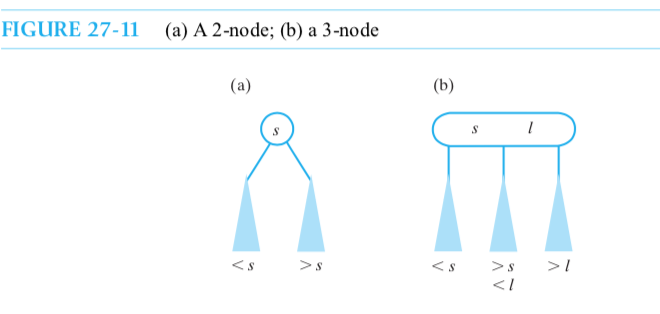 FIGURE 27-11 (a) A 2-node; (b) a 3-node
(a) (b)
s s l
< s > s < s > s > l
< l